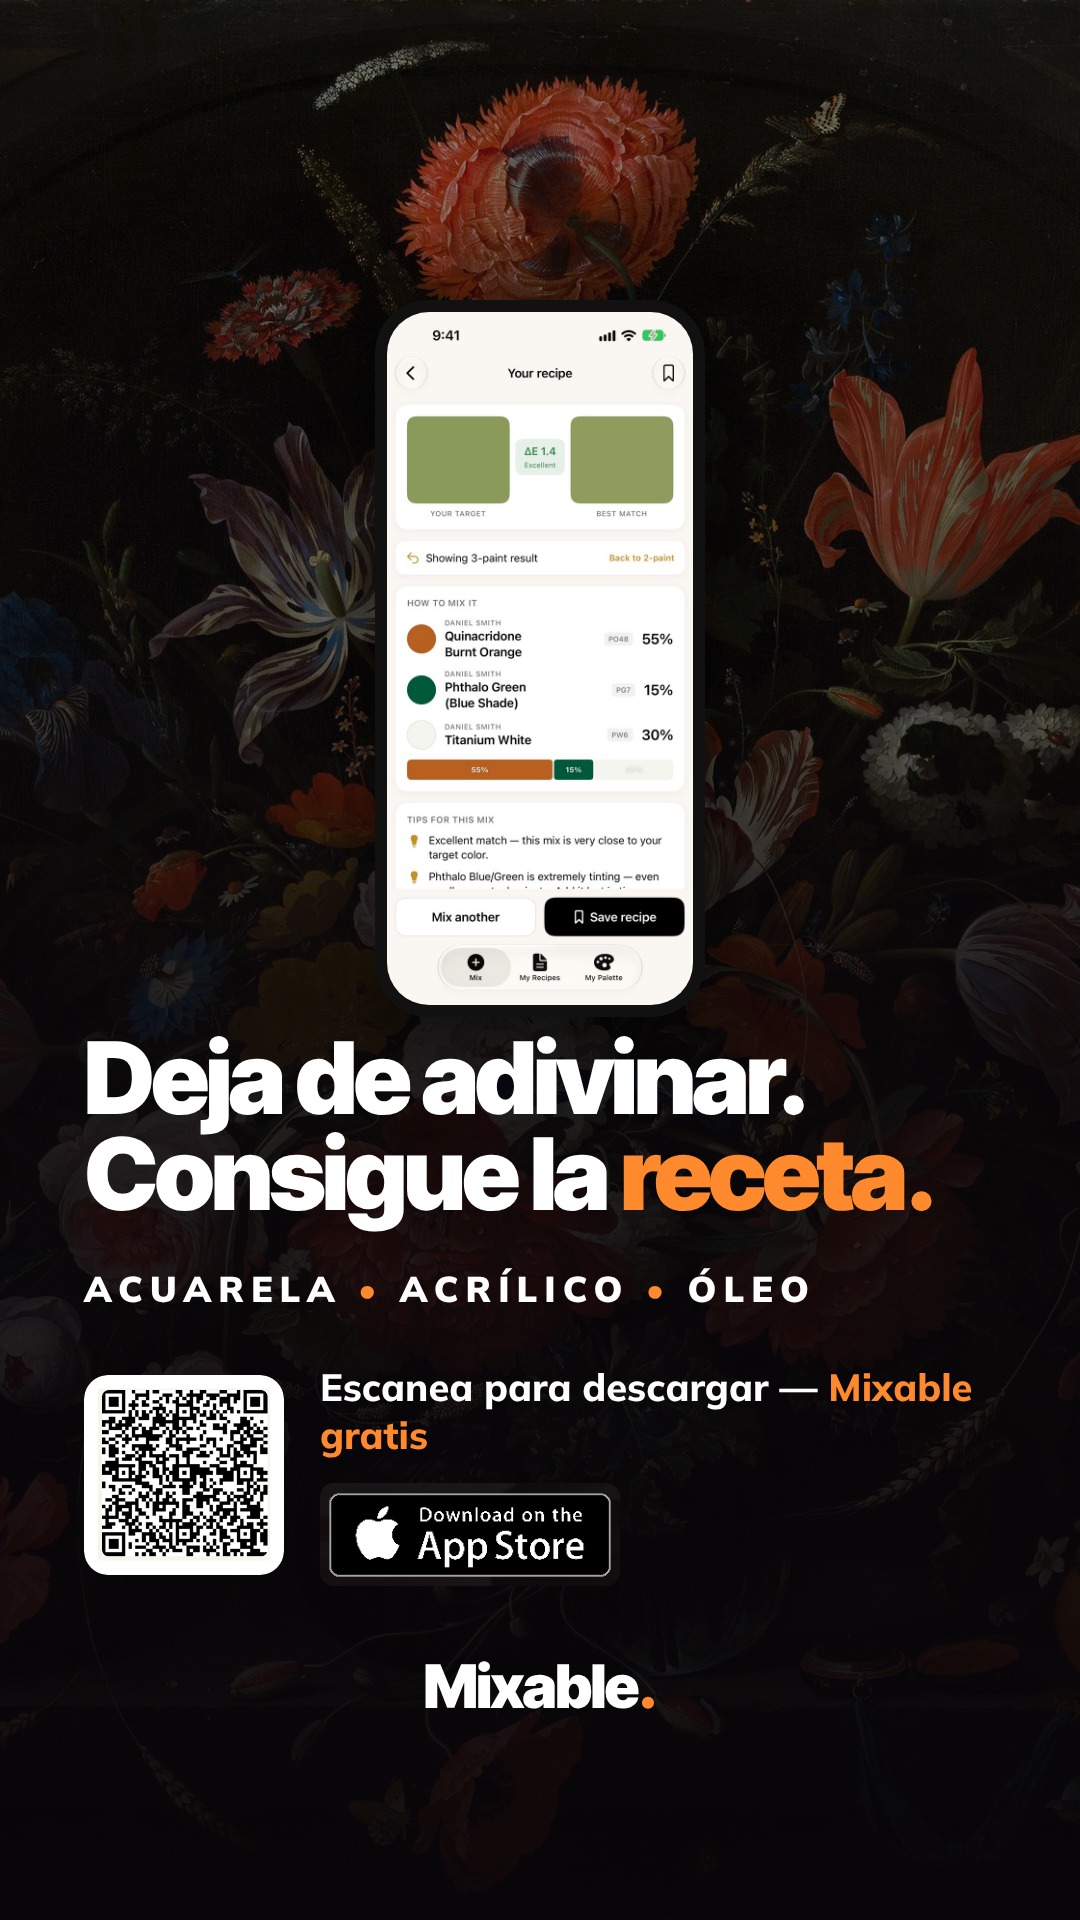 9:41
Your recipe
ΔE 1.4
Excellent
YOUR TARGET
BEST MATCH
Showing 3-paint result
Back to 2-paint
HOW TO MIX IT
DANIEL SMITH
Quinacridone
Burnt Orange
PO48
55%
DANIEL SMITH
Phthalo Green
(Blue Shade)
PG7
15%
DANIEL SMITH
Titanium White
PW6
30%
55%
15%
30%
TIPS FOR THIS MIX
Excellent match — this mix is very close to your
target color.
Phthalo Blue/Green is extremely tinting — even
Mix another
Save recipe
Mix
My Recipes
My Palette
Deja de adivinar.
Consigue la receta.
ACUARELA • ACRÍLICO • ÓLEO
Escanea para descargar — Mixable
gratis
Download on the
App Store
Mixable.